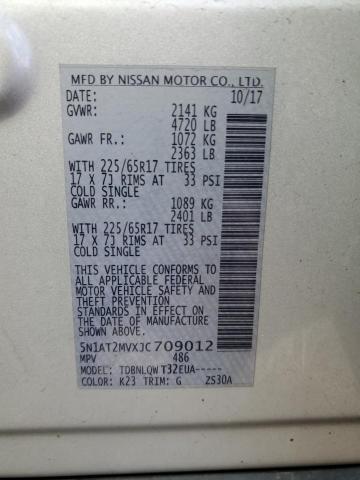 MFD BY NISSAN MOTOR CO., LTD.
DATE: 10/17
GVWR: 2141 KG
4720 LB
GAWR FR.: 1072 KG
2363 LB
WITH 225/65R17 TIRES
17 X 7J RIMS AT 33 PSI
COLD SINGLE
GAWR RR.: 1089 KG
2401 LB
WITH 225/65R17 TIRES
17 X 7J RIMS AT 33 PSI
COLD SINGLE
THIS VEHICLE CONFORMS TO
ALL APPLICABLE FEDERAL
MOTOR VEHICLE SAFETY
AND THEFT PREVENTION
STANDARDS IN EFFECT ON
THE DATE OF MANUFACTURE
SHOWN ABOVE.
5N1AT2MVXJC709012
MPV 486
MODEL: TDBNLQWT32EUA-----
COLOR: K23 TRIM: G ZS30A